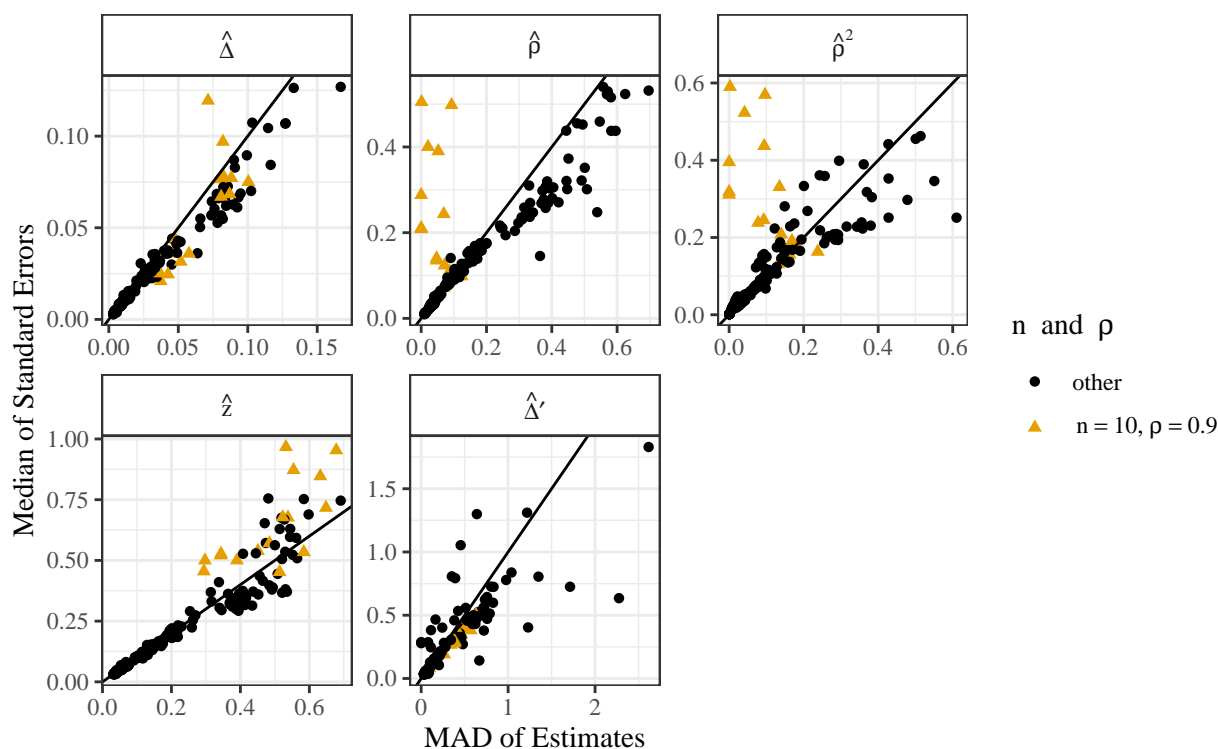 Δ̂
ρ̂
ρ̂²
0.10
0.05
0.00
0.00 0.05 0.10 0.15
0.4
0.2
0.0
0.0 0.2 0.4 0.6
0.6
0.4
0.2
0.0
0.0 0.2 0.4 0.6
ẑ
Δ̂′
1.00
0.75
0.50
0.25
0.00
0.0 0.2 0.4 0.6
1.5
1.0
0.5
0.0
0 1 2
Median of Standard Errors
MAD of Estimates
n and ρ
other
n = 10, ρ = 0.9